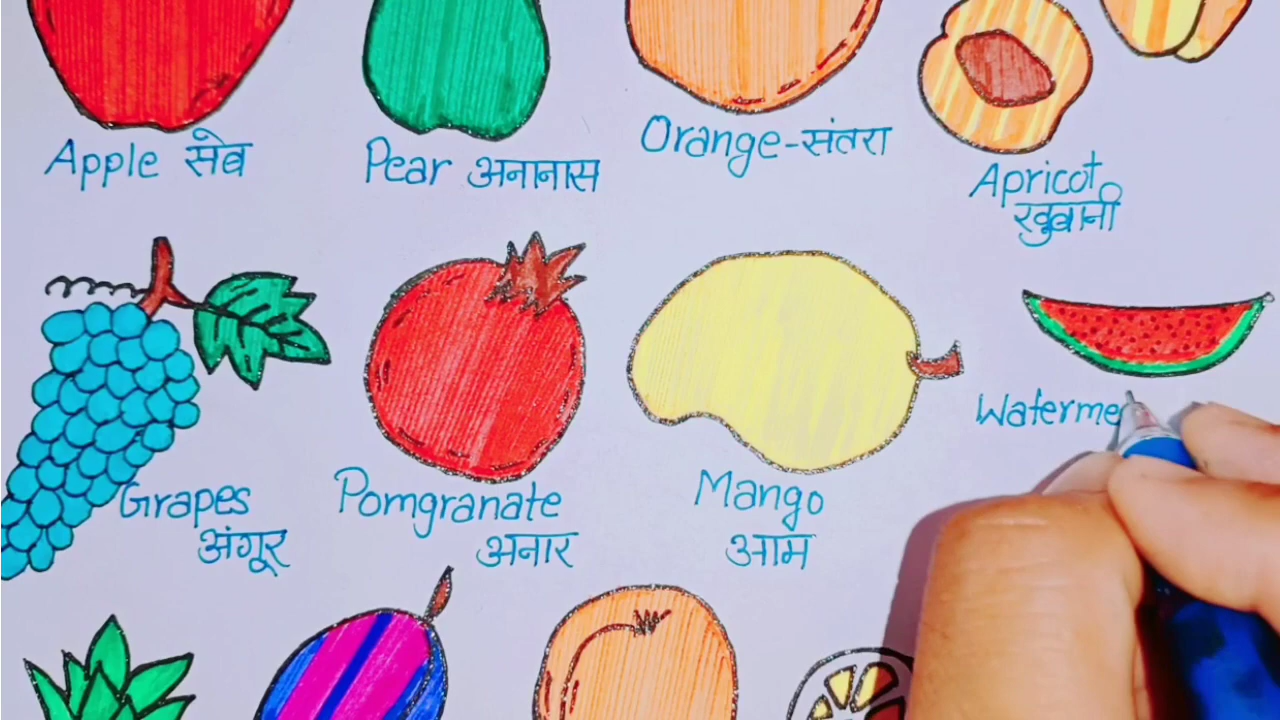 Apple सेब
Pear अनानास
Orange-संतरा
Apricot
खुबानी
Grapes
अंगूर
Pomgranate
अनार
Mango
आम
Waterme